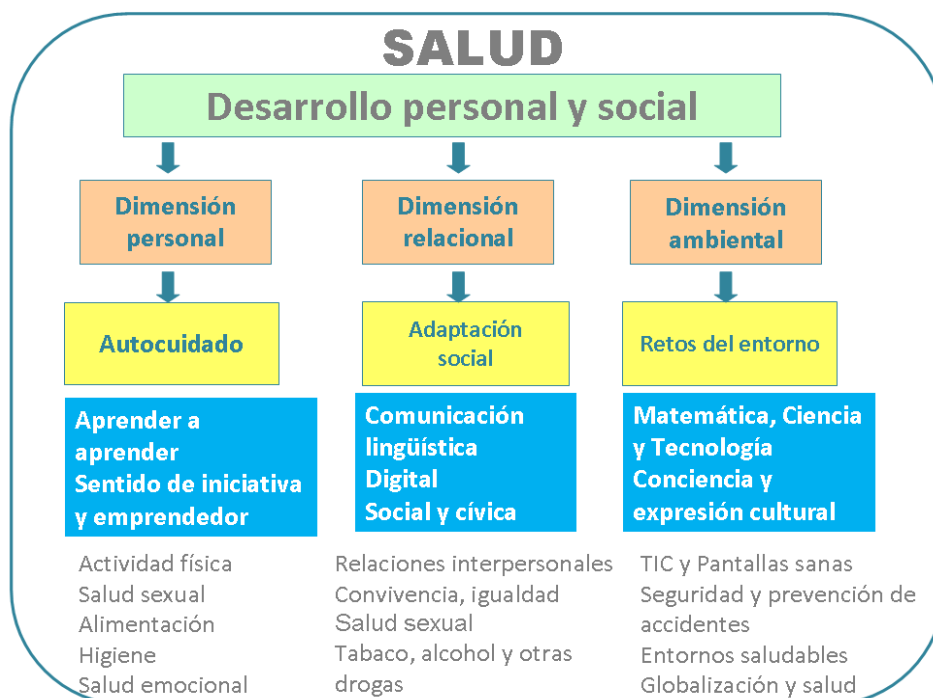 SALUD
Desarrollo personal y social
Dimensión
personal
Dimensión
relacional
Dimensión
ambiental
Autocuidado
Adaptación
social
Retos del entorno
Aprender a
aprender
Sentido de iniciativa
y emprendedor
Comunicación
lingüística
Digital
Social y cívica
Matemática, Ciencia
y Tecnología
Conciencia y
expresión cultural
Actividad física
Salud sexual
Alimentación
Higiene
Salud emocional
Relaciones interpersonales
Convivencia, igualdad
Salud sexual
Tabaco, alcohol y otras
drogas
TIC y Pantallas sanas
Seguridad y prevención de
accidentes
Entornos saludables
Globalización y salud